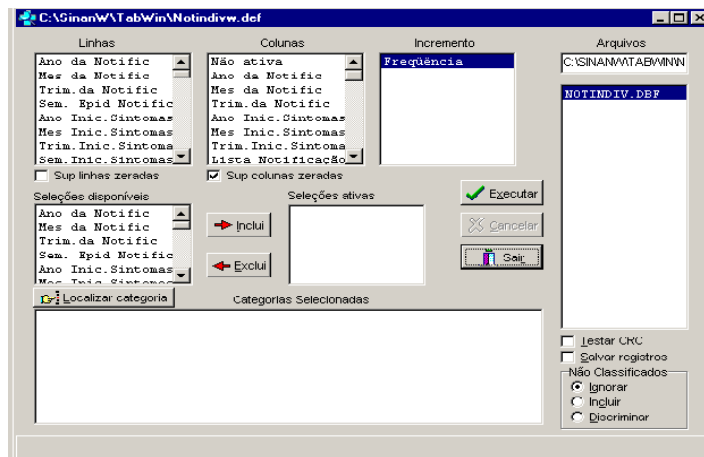 C:\SinanW\TabWin\Notindivw.def
Linhas
Ano da Notific
Mes da Notific
Trim.da Notific
Sem. Epid Notific
Ano Inic.Sintomas
Mes Inic.Sintomas
Trim.Inic.Sintoma
Sem.Inic.Sintomas
Sup linhas zeradas
Colunas
Não ativa
Ano da Notific
Mes da Notific
Trim.da Notific
Ano Inic.Sintomas
Mes Inic.Sintomas
Trim.Inic.Sintoma
Lista Notificação
Sup colunas zeradas
Incremento
Freqüência
Arquivos
C:\SINANW\TABWIN\N
NOTINDIV.DBF
Seleções disponíveis
Ano da Notific
Mes da Notific
Trim.da Notific
Sem. Epid Notific
Ano Inic.Sintomas
Mes Inic.Sintomas
Inclui
Exclui
Seleções ativas
Executar
Cancelar
Sair
Localizar categoria
Categorias Selecionadas
Testar CRC
Salvar registros
Não Classificados
Ignorar
Incluir
Discriminar